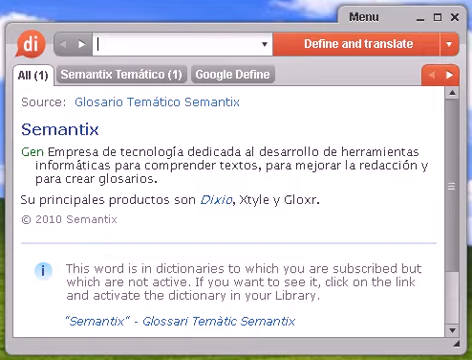 Menu
di
Define and translate
All (1)
Semantix Temático (1)
Google Define
Source: Glosario Temático Semantix
Semantix
Gen Empresa de tecnología dedicada al desarrollo de herramientas
informáticas para comprender textos, para mejorar la redacción y
para crear glosarios.
Su principales productos son Dixio, Xtyle y Gloxr.
© 2010 Semantix
i
This word is in dictionaries to which you are subscribed but
which are not active. If you want to see it, click on the link
and activate the dictionary in your Library.
"Semantix" - Glossari Temàtic Semantix